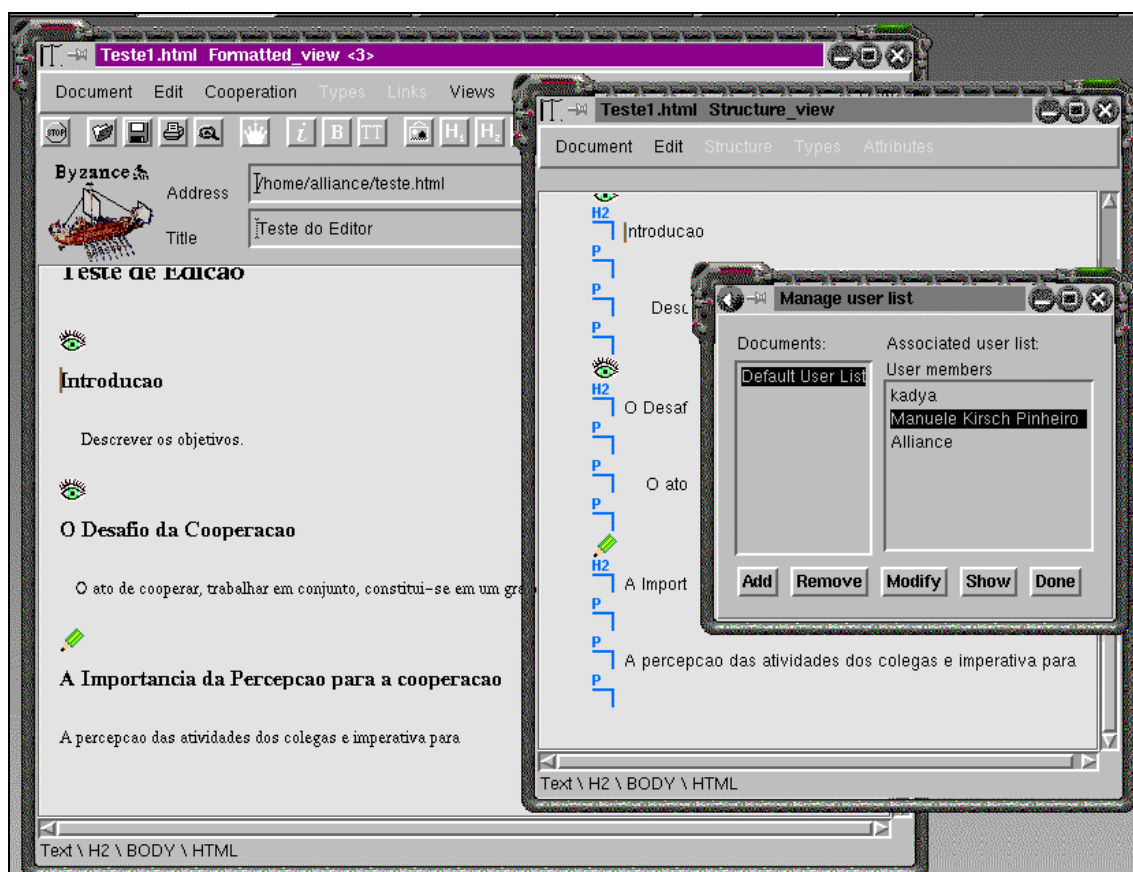 Teste1.html Formatted_view <3>
Document Edit Cooperation Types Links Views
STOP i B TT H1 H2
Byzance
Address /home/alliance/teste.html
Title Teste do Editor
Teste de Edicao
Introducao
Descrever os objetivos.
O Desafio da Cooperacao
O ato de cooperar, trabalhar em conjunto, constitui-se em um
A Importancia da Percepcao para a cooperacao
A percepcao das atividades dos colegas e imperativa para
Text \ H2 \ BODY \ HTML
Teste1.html Structure_view
Document Edit Structure Types Attributes
H2
Introducao
P
P
Desc
P
H2
O Desaf
P
P
O ato
P
H2
A Import
P
P
A percepcao das atividades dos colegas e imperativa para
P
Text \ H2 \ BODY \ HTML
Manage user list
Documents:
Default User List
Associated user list:
User members
kadya
Manuele Kirsch Pinheiro
Alliance
Add Remove Modify Show Done